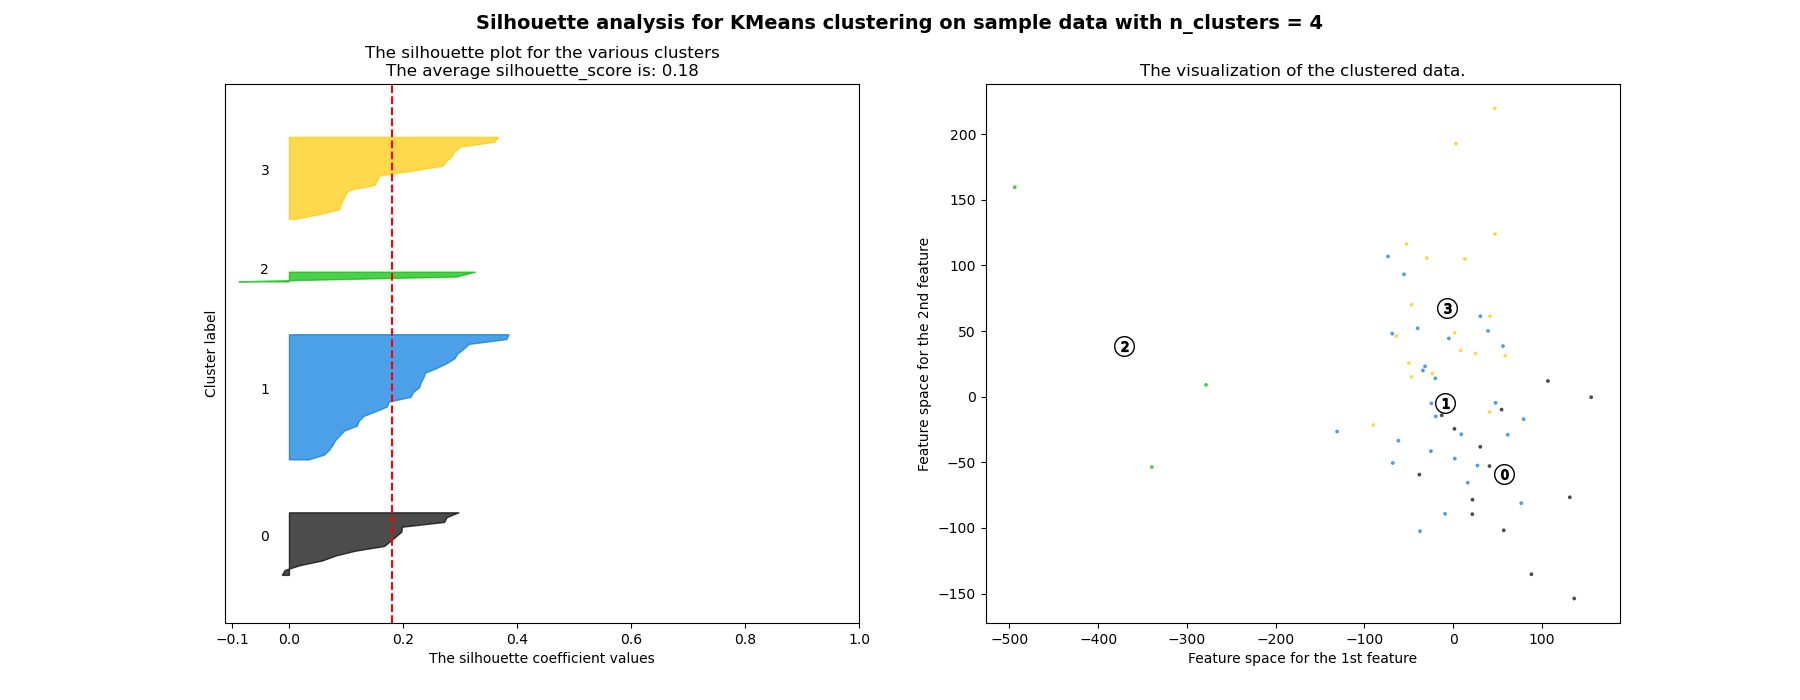 Silhouette analysis for KMeans clustering on sample data with n_clusters = 4
The silhouette plot for the various clusters
The average silhouette_score is: 0.18
Cluster label
3
2
1
0
−0.1 0.0 0.2 0.4 0.6 0.8 1.0
The silhouette coefficient values
The visualization of the clustered data.
Feature space for the 2nd feature
200
150
100
50
0
−50
−100
−150
3
2
1
0
−500 −400 −300 −200 −100 0 100
Feature space for the 1st feature